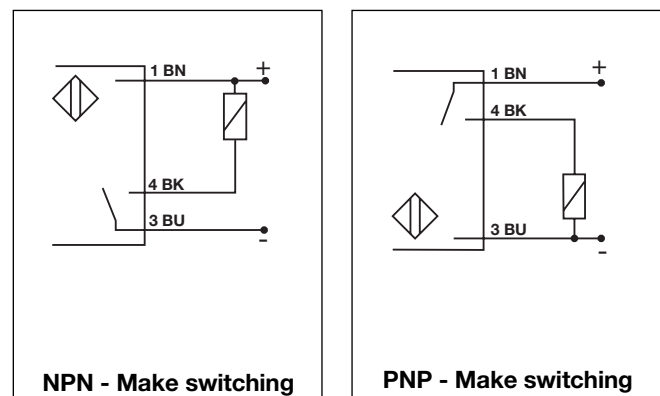 1 BN
+
4 BK
3 BU
-
NPN - Make switching
1 BN
+
4 BK
3 BU
-
PNP - Make switching